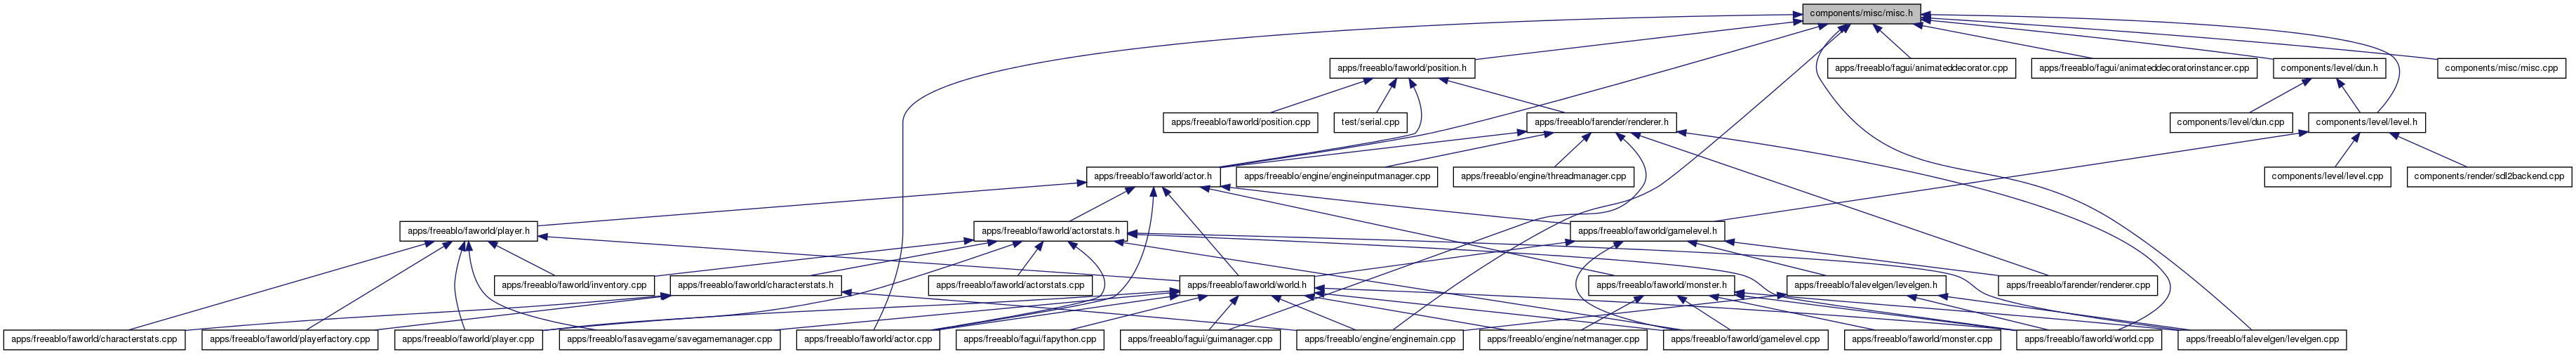 components/misc/misc.h
apps/freeablo/faworld/position.h
apps/freeablo/fagui/animateddecorator.cpp
apps/freeablo/fagui/animateddecoratorinstancer.cpp
components/level/dun.h
components/misc/misc.cpp
apps/freeablo/faworld/position.cpp
test/serial.cpp
apps/freeablo/farender/renderer.h
components/level/dun.cpp
components/level/level.h
apps/freeablo/faworld/actor.h
apps/freeablo/engine/engineinputmanager.cpp
apps/freeablo/engine/threadmanager.cpp
components/level/level.cpp
components/render/sdl2backend.cpp
apps/freeablo/faworld/player.h
apps/freeablo/faworld/actorstats.h
apps/freeablo/faworld/gamelevel.h
apps/freeablo/faworld/inventory.cpp
apps/freeablo/faworld/characterstats.h
apps/freeablo/faworld/actorstats.cpp
apps/freeablo/faworld/world.h
apps/freeablo/faworld/monster.h
apps/freeablo/falevelgen/levelgen.h
apps/freeablo/farender/renderer.cpp
apps/freeablo/faworld/characterstats.cpp
apps/freeablo/faworld/playerfactory.cpp
apps/freeablo/faworld/player.cpp
apps/freeablo/fasavegame/savegamemanager.cpp
apps/freeablo/faworld/actor.cpp
apps/freeablo/fagui/fapython.cpp
apps/freeablo/fagui/guimanager.cpp
apps/freeablo/engine/enginemain.cpp
apps/freeablo/engine/netmanager.cpp
apps/freeablo/faworld/gamelevel.cpp
apps/freeablo/faworld/monster.cpp
apps/freeablo/faworld/world.cpp
apps/freeablo/falevelgen/levelgen.cpp